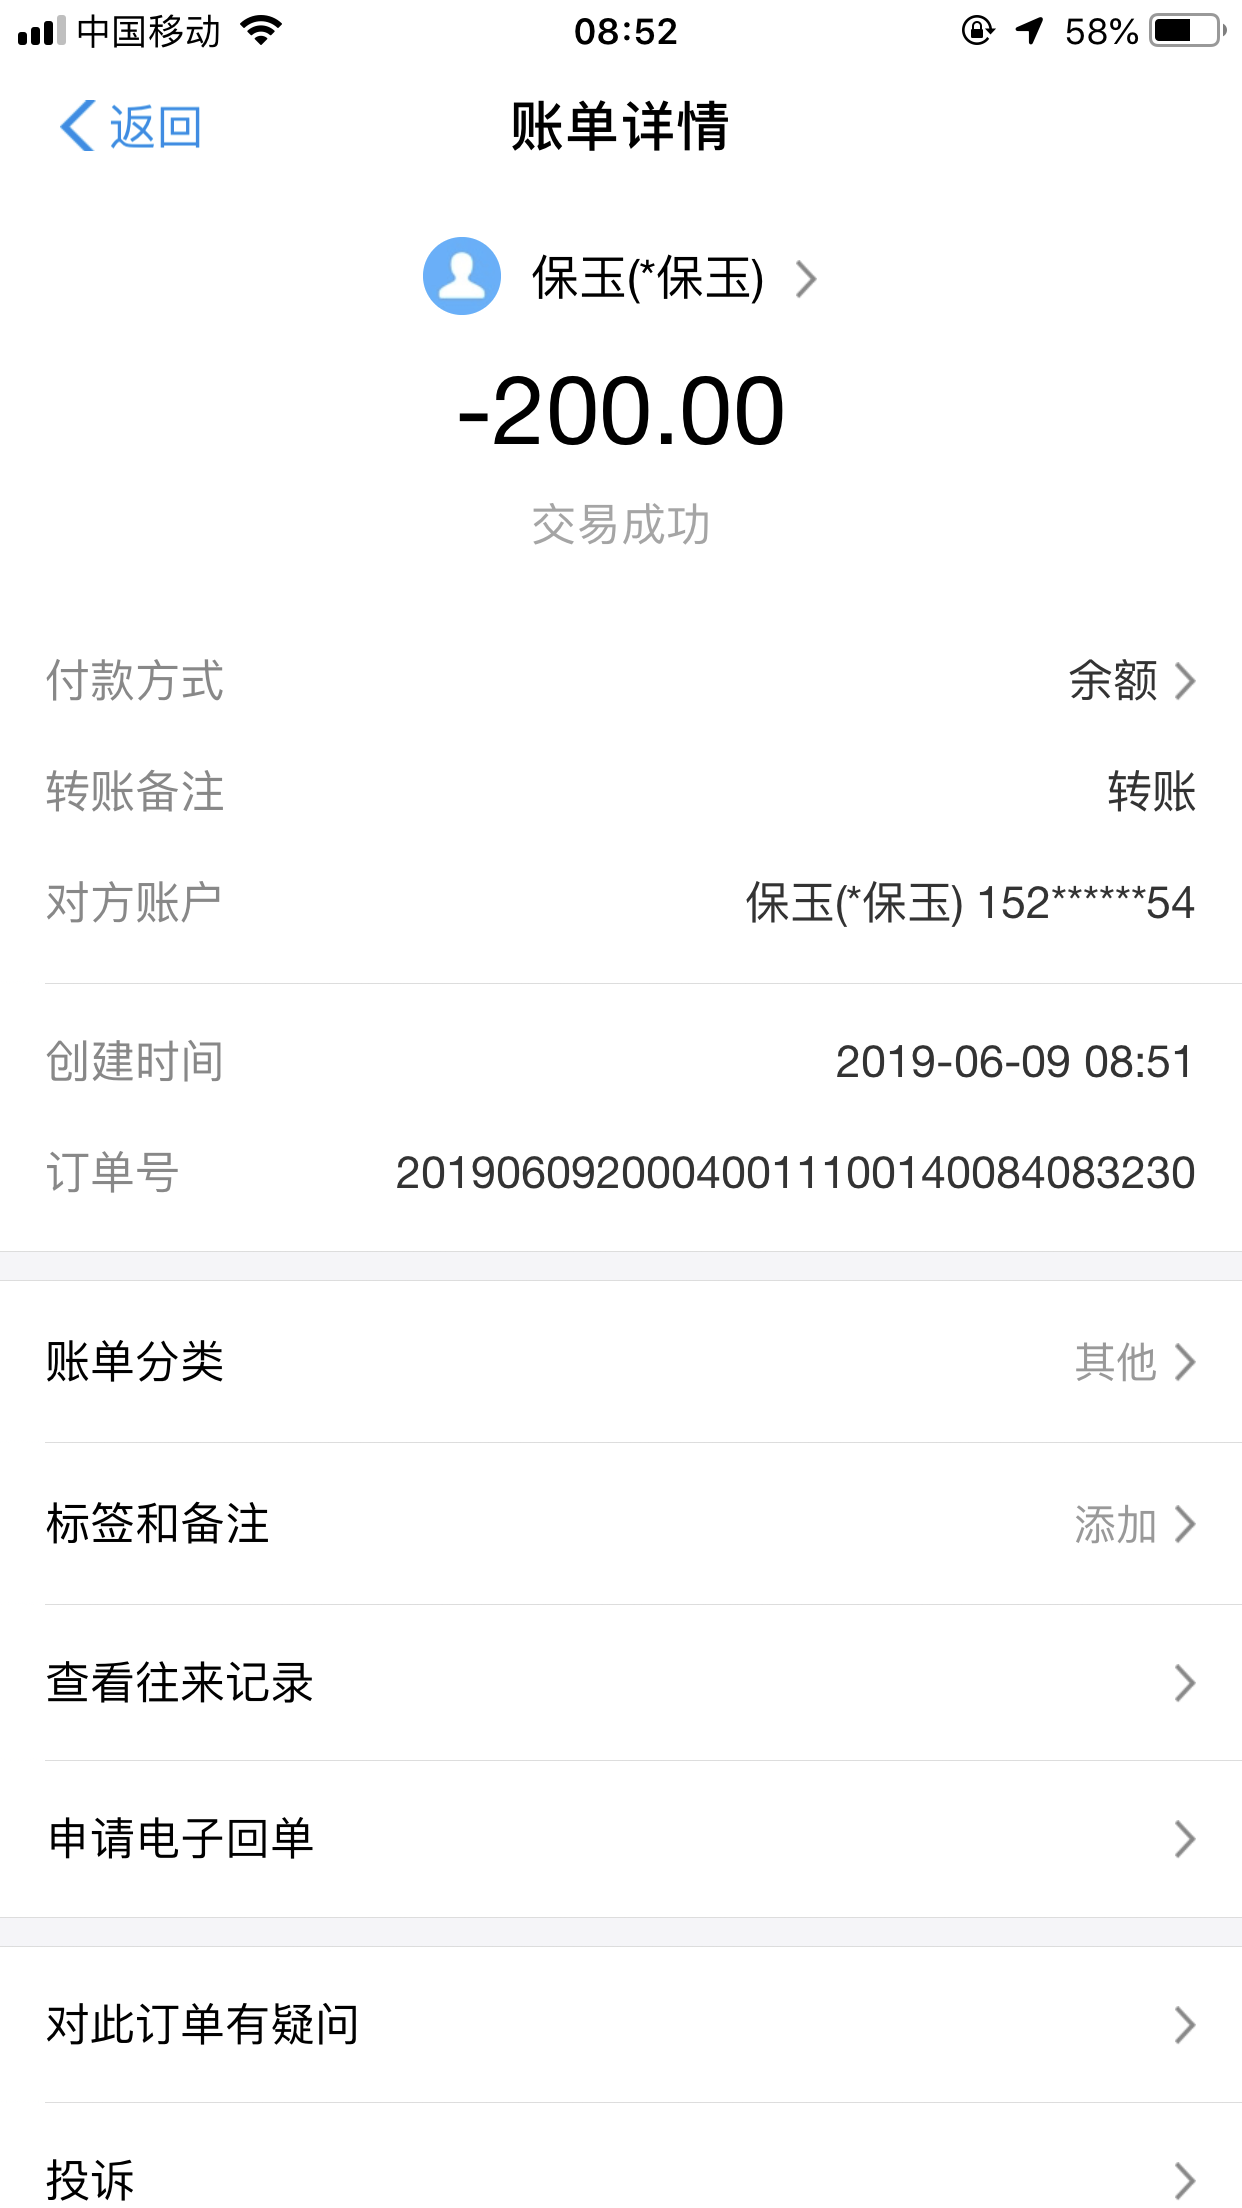 中国移动 08:52 58%
返回 账单详情
保玉(*保玉)
-200.00
交易成功
付款方式 余额
转账备注 转账
对方账户 保玉(*保玉) 152******54
创建时间 2019-06-09 08:51
订单号 20190609200040011100140084083230
账单分类 其他
标签和备注 添加
查看往来记录
申请电子回单
对此订单有疑问
投诉